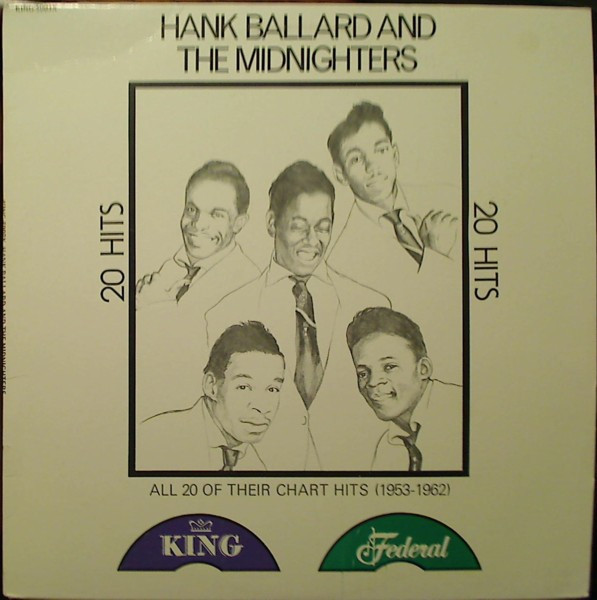 HANK BALLARD AND
THE MIDNIGHTERS
20 HITS
20 HITS
ALL 20 OF THEIR CHART HITS (1953-1962)
KING
Federal